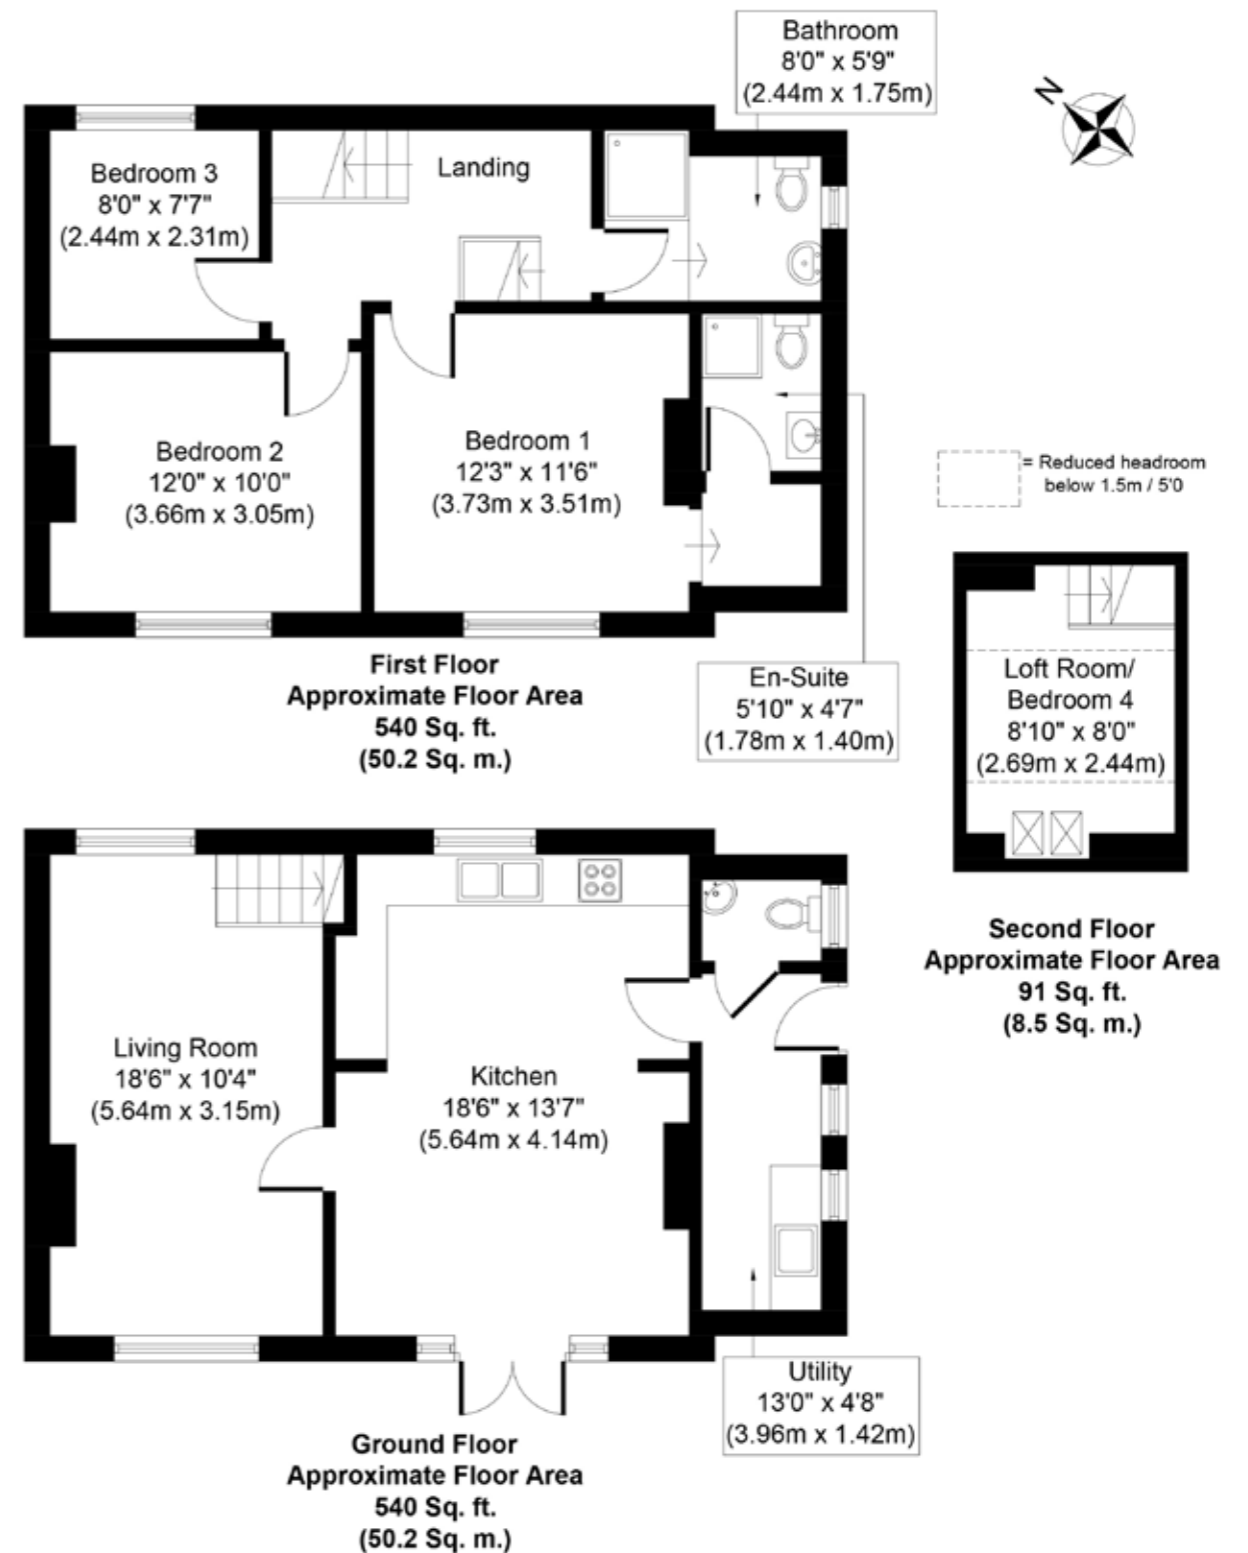 Bathroom
8'0" x 5'9"
(2.44m x 1.75m)
N
Bedroom 3
8'0" x 7'7"
(2.44m x 2.31m)
Landing
Bedroom 2
12'0" x 10'0"
(3.66m x 3.05m)
Bedroom 1
12'3" x 11'6"
(3.73m x 3.51m)
= Reduced headroom
below 1.5m / 5'0
First Floor
Approximate Floor Area
540 Sq. ft.
(50.2 Sq. m.)
En-Suite
5'10" x 4'7"
(1.78m x 1.40m)
Loft Room/
Bedroom 4
8'10" x 8'0"
(2.69m x 2.44m)
Second Floor
Approximate Floor Area
91 Sq. ft.
(8.5 Sq. m.)
Living Room
18'6" x 10'4"
(5.64m x 3.15m)
Kitchen
18'6" x 13'7"
(5.64m x 4.14m)
Utility
13'0" x 4'8"
(3.96m x 1.42m)
Ground Floor
Approximate Floor Area
540 Sq. ft.
(50.2 Sq. m.)